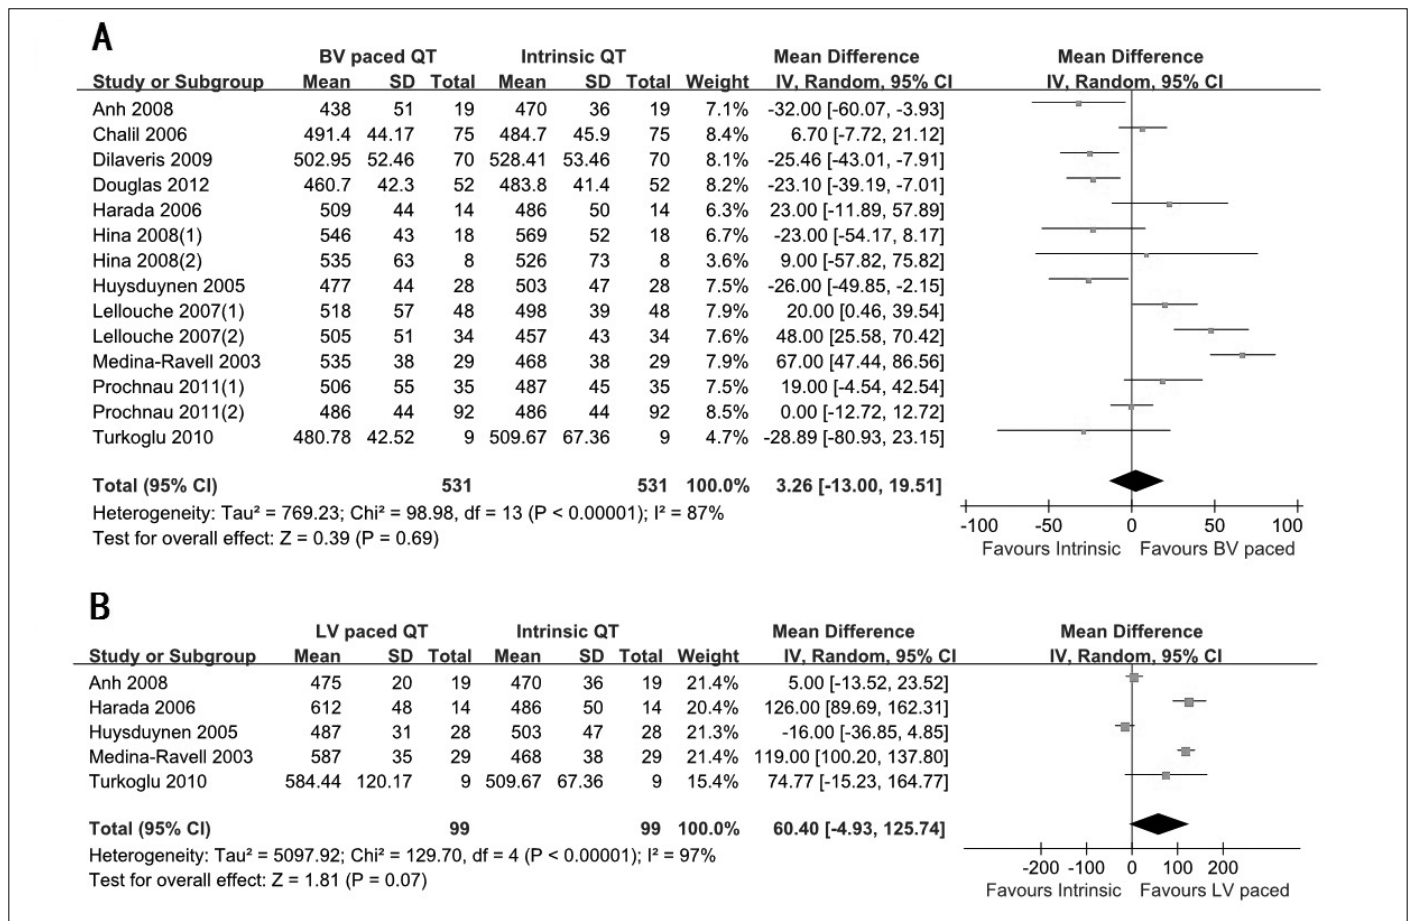 A
BV paced QT Intrinsic QT Mean Difference Mean Difference
Study or Subgroup Mean SD Total Mean SD Total Weight IV, Random, 95% CI IV, Random, 95% CI
Anh 2008 438 51 19 470 36 19 7.1% -32.00 [-60.07, -3.93]
Chalil 2006 491.4 44.17 75 484.7 45.9 75 8.4% 6.70 [-7.72, 21.12]
Dilaveris 2009 502.95 52.46 70 528.41 53.46 70 8.1% -25.46 [-43.01, -7.91]
Douglas 2012 460.7 42.3 52 483.8 41.4 52 8.2% -23.10 [-39.19, -7.01]
Harada 2006 509 44 14 486 50 14 6.3% 23.00 [-11.89, 57.89]
Hina 2008(1) 546 43 18 569 52 18 6.7% -23.00 [-54.17, 8.17]
Hina 2008(2) 535 63 8 526 73 8 3.6% 9.00 [-57.82, 75.82]
Huysduynen 2005 477 44 28 503 47 28 7.5% -26.00 [-49.85, -2.15]
Lellouche 2007(1) 518 57 48 498 39 48 7.9% 20.00 [0.46, 39.54]
Lellouche 2007(2) 505 51 34 457 43 34 7.6% 48.00 [25.58, 70.42]
Medina-Ravell 2003 535 38 29 468 38 29 7.9% 67.00 [47.44, 86.56]
Prochnau 2011(1) 506 55 35 487 45 35 7.5% 19.00 [-4.54, 42.54]
Prochnau 2011(2) 486 44 92 486 44 92 8.5% 0.00 [-12.72, 12.72]
Turkoglu 2010 480.78 42.52 9 509.67 67.36 9 4.7% -28.89 [-80.93, 23.15]
Total (95% CI) 531 531 100.0% 3.26 [-13.00, 19.51]
Heterogeneity: Tau² = 769.23; Chi² = 98.98, df = 13 (P < 0.00001); I² = 87%
Test for overall effect: Z = 0.39 (P = 0.69)
-100 -50 0 50 100
Favours Intrinsic Favours BV paced
B
LV paced QT Intrinsic QT Mean Difference Mean Difference
Study or Subgroup Mean SD Total Mean SD Total Weight IV, Random, 95% CI IV, Random, 95% CI
Anh 2008 475 20 19 470 36 19 21.4% 5.00 [-13.52, 23.52]
Harada 2006 612 48 14 486 50 14 20.4% 126.00 [89.69, 162.31]
Huysduynen 2005 487 31 28 503 47 28 21.3% -16.00 [-36.85, 4.85]
Medina-Ravell 2003 587 35 29 468 38 29 21.4% 119.00 [100.20, 137.80]
Turkoglu 2010 584.44 120.17 9 509.67 67.36 9 15.4% 74.77 [-15.23, 164.77]
Total (95% CI) 99 99 100.0% 60.40 [-4.93, 125.74]
Heterogeneity: Tau² = 5097.92; Chi² = 129.70, df = 4 (P < 0.00001); I² = 97%
Test for overall effect: Z = 1.81 (P = 0.07)
-200 -100 0 100 200
Favours Intrinsic Favours LV paced